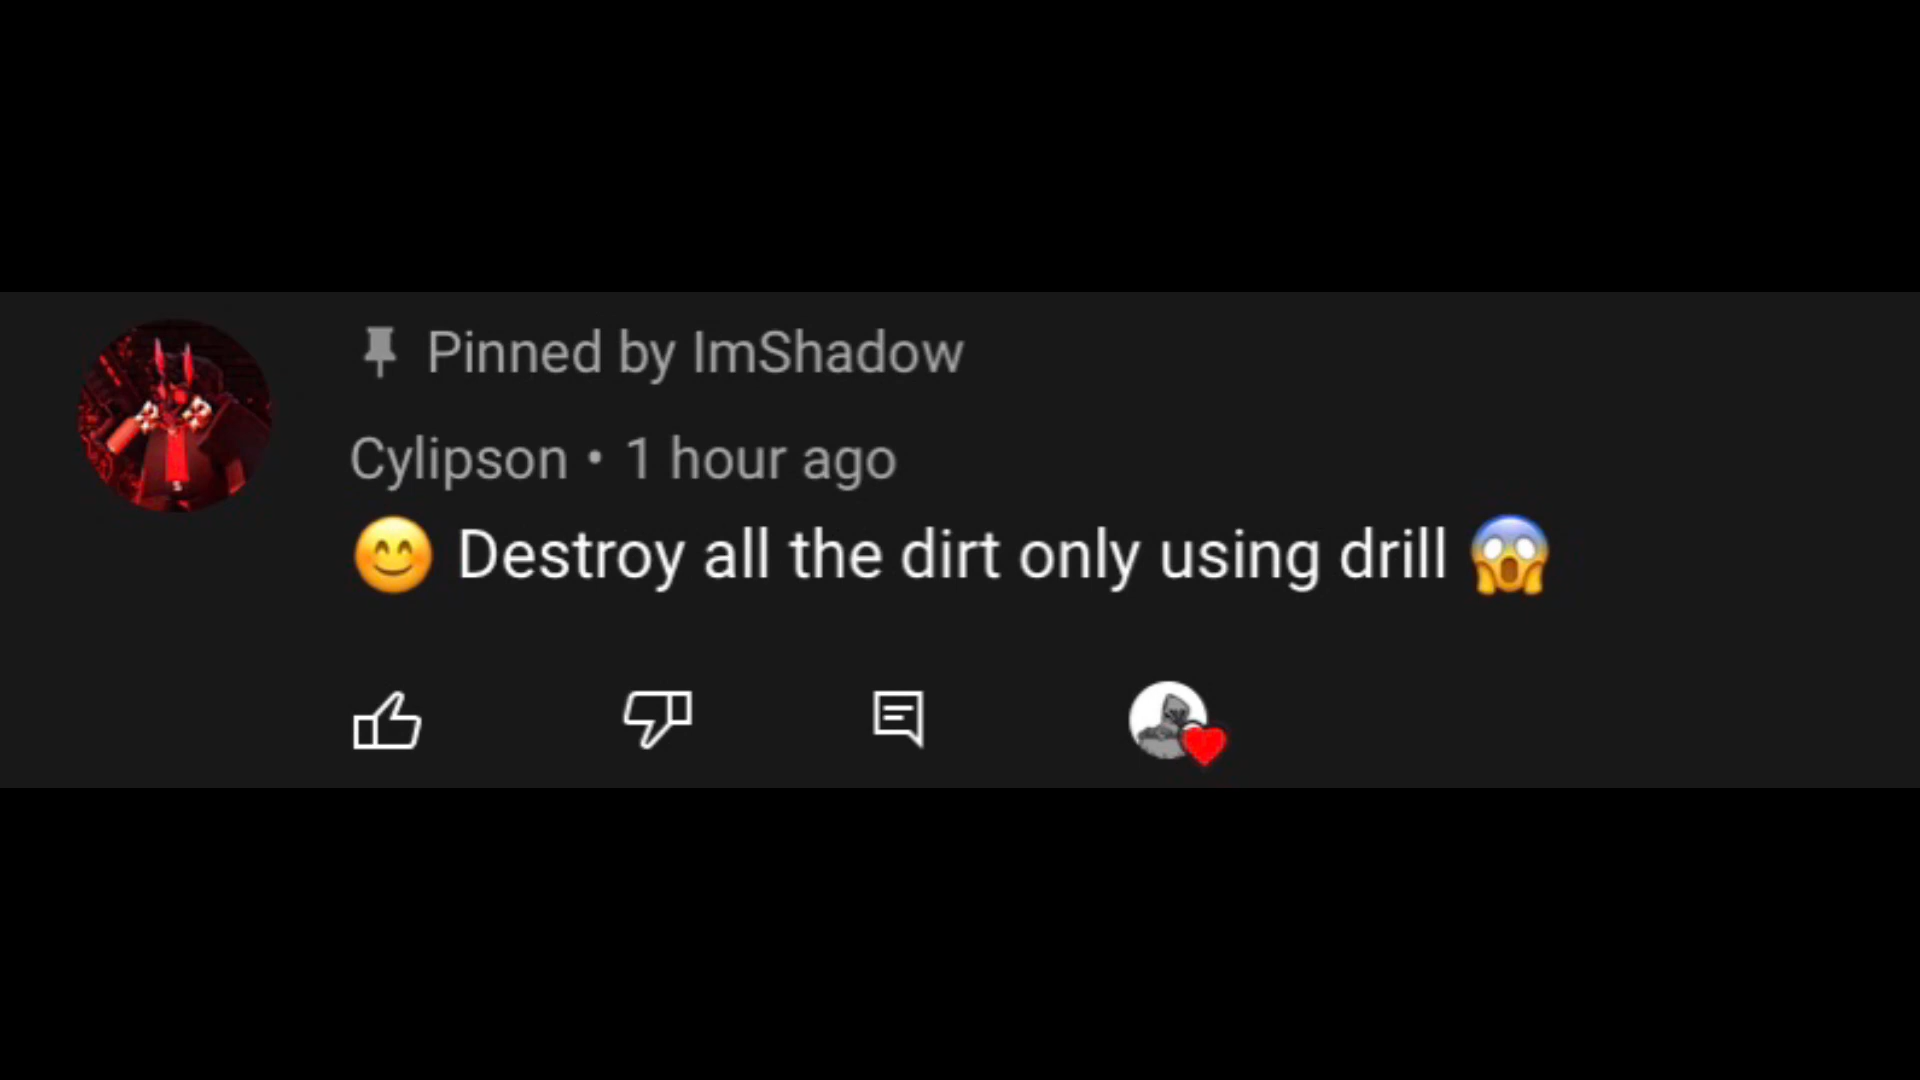 Pinned by ImShadow
Cylipson • 1 hour ago
😊 Destroy all the dirt only using drill 😱